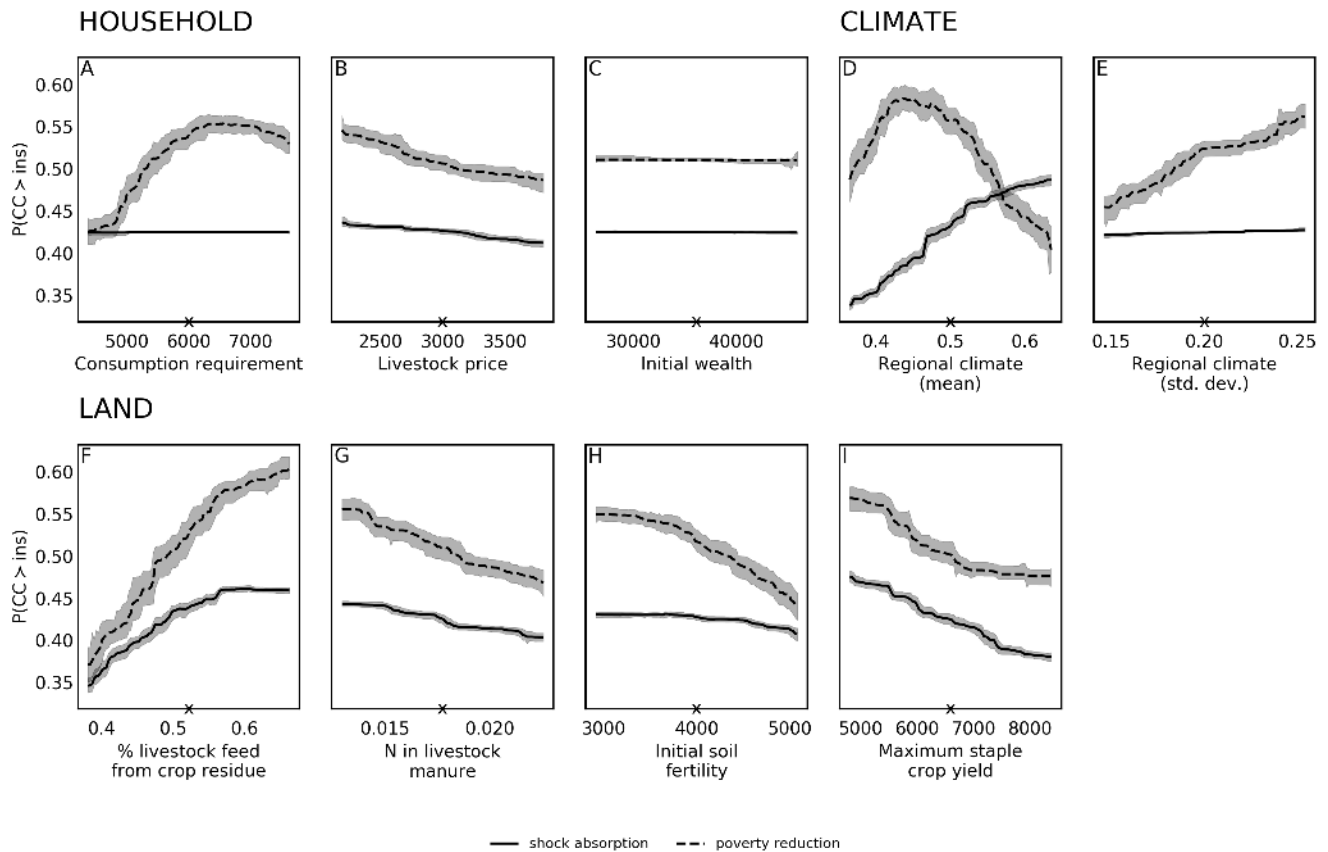 HOUSEHOLD
CLIMATE
A
B
C
D
E
P(CC > ins)
0.60
0.55
0.50
0.45
0.40
0.35
5000 6000 7000
Consumption requirement
2500 3000 3500
Livestock price
30000 40000
Initial wealth
0.4 0.5 0.6
Regional climate
(mean)
0.15 0.20 0.25
Regional climate
(std. dev.)
LAND
F
G
H
I
P(CC > ins)
0.60
0.55
0.50
0.45
0.40
0.35
0.4 0.5 0.6
% livestock feed
from crop residue
0.015 0.020
N in livestock
manure
3000 4000 5000
Initial soil
fertility
5000 6000 7000 8000
Maximum staple
crop yield
shock absorption
poverty reduction